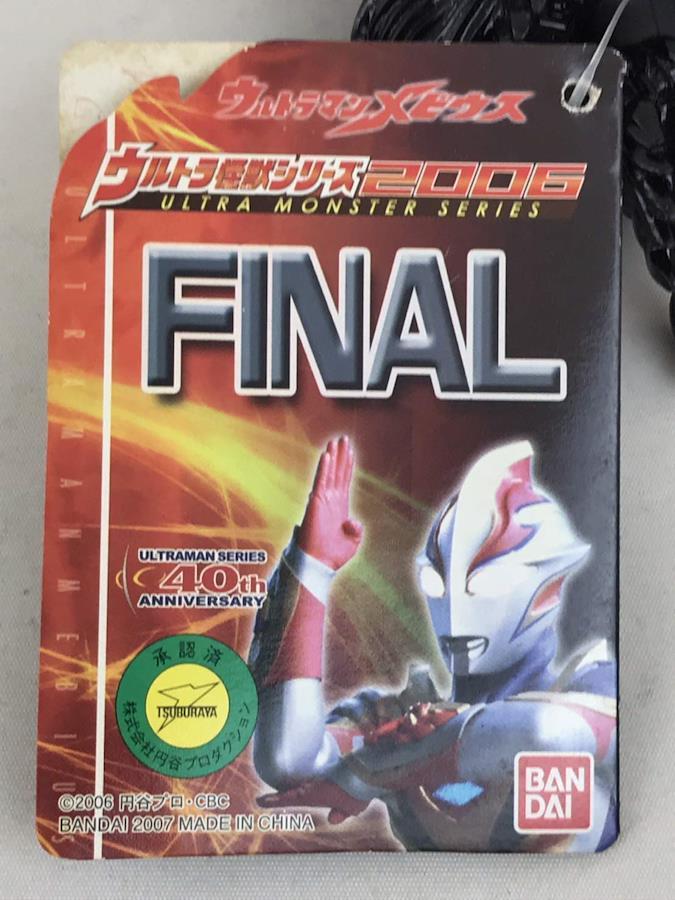 ウルトラマンメビウス
ウルトラ怪獣シリーズ2006
ULTRA MONSTER SERIES
FINAL
ULTRAMAN MEBIUS
ULTRAMAN SERIES
40th
ANNIVERSARY
承認済
TSUBURAYA
株式会社円谷プロダクション
©2006 円谷プロ・CBC
BANDAI 2007 MADE IN CHINA
BAN
DAI